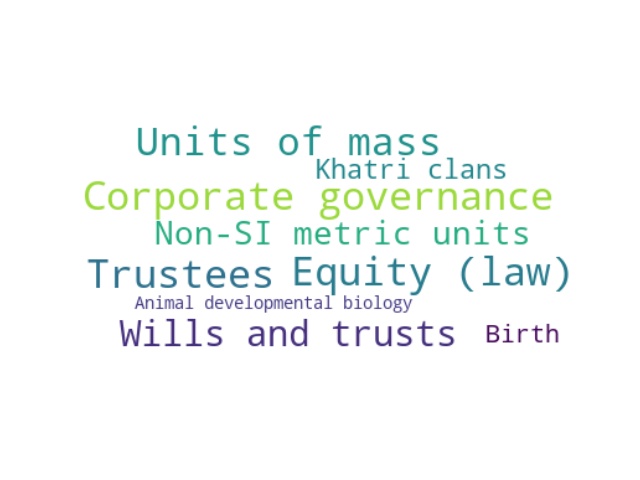 Units of mass
Khatri clans
Corporate governance
Non-SI metric units
Trustees Equity (law)
Animal developmental biology
Wills and trusts Birth